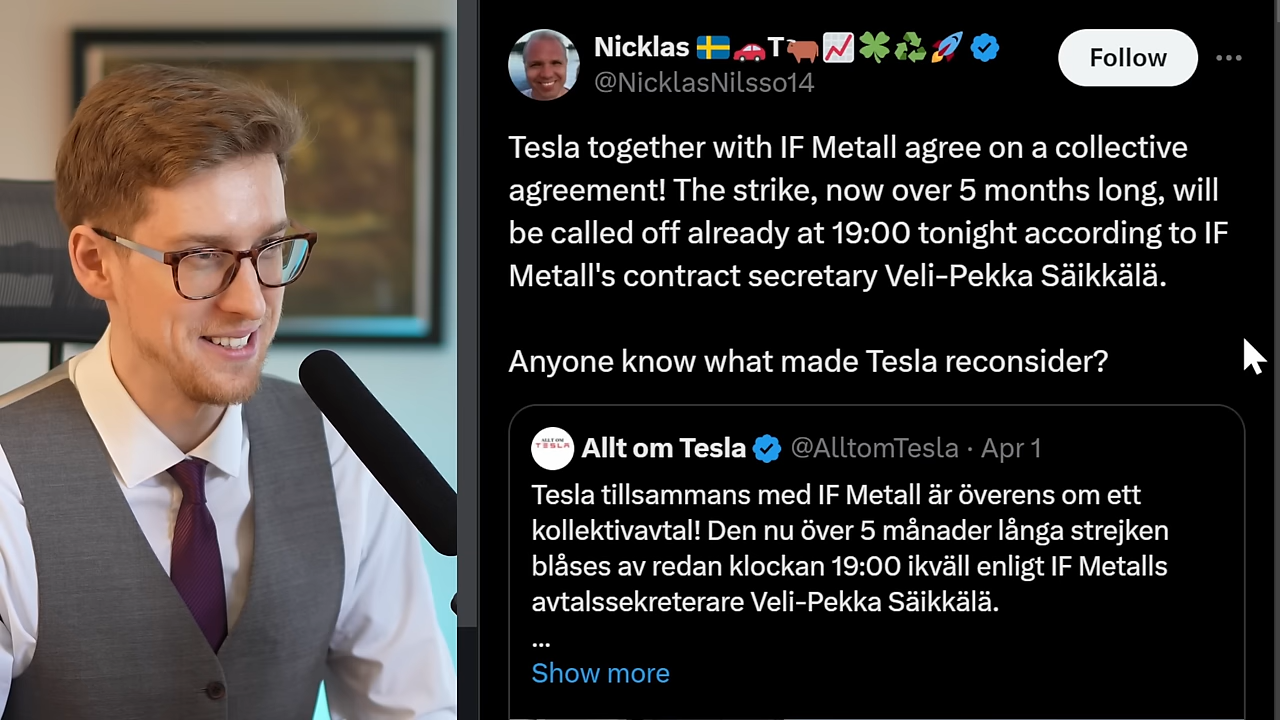 Nicklas 🇸🇪🚗T🐂📈🍀♻️🚀
@NicklasNilsso14
Follow
Tesla together with IF Metall agree on a collective
agreement! The strike, now over 5 months long, will
be called off already at 19:00 tonight according to IF
Metall's contract secretary Veli-Pekka Säikkälä.
Anyone know what made Tesla reconsider?
ALLT OM
TESLA
Allt om Tesla @AlltomTesla · Apr 1
Tesla tillsammans med IF Metall är överens om ett
kollektivavtal! Den nu över 5 månader långa strejken
blåses av redan klockan 19:00 ikväll enligt IF Metalls
avtalssekreterare Veli-Pekka Säikkälä.
...
Show more